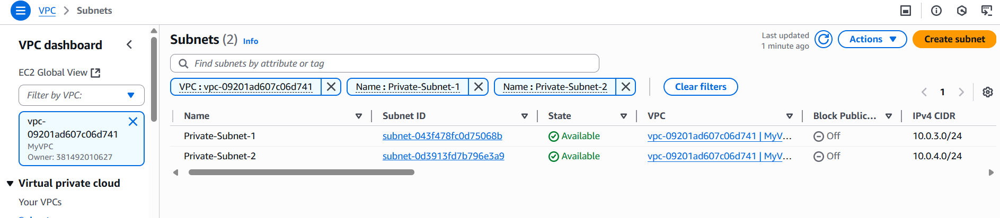 VPC > Subnets
VPC dashboard
EC2 Global View
Filter by VPC:
vpc-
09201ad607c06d741
MyVPC
Owner: 381492010627
Virtual private cloud
Your VPCs
Subnets (2) Info
Last updated
1 minute ago
Actions
Create subnet
Find subnets by attribute or tag
VPC : vpc-09201ad607c06d741
Name : Private-Subnet-1
Name : Private-Subnet-2
Clear filters
1
Name Subnet ID State VPC Block Public... IPv4 CIDR
Private-Subnet-1 subnet-043f478fc0d75068b Available vpc-09201ad607c06d741 | MyV... Off 10.0.3.0/24
Private-Subnet-2 subnet-0d3913fd7b796e3a9 Available vpc-09201ad607c06d741 | MyV... Off 10.0.4.0/24